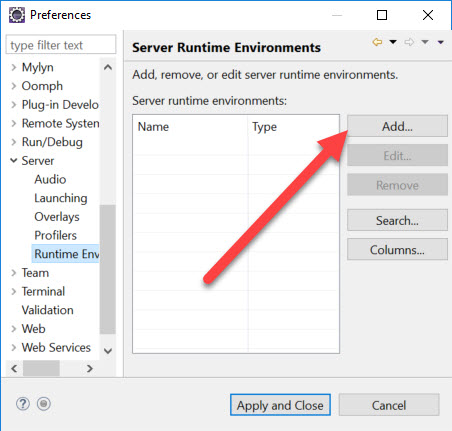 Preferences
type filter text
Mylyn
Oomph
Plug-in Develo
Remote System
Run/Debug
Server
Audio
Launching
Overlays
Profilers
Runtime Env
Team
Terminal
Validation
Web
Web Services
Server Runtime Environments
Add, remove, or edit server runtime environments.
Server runtime environments:
Name Type
Add...
Edit...
Remove
Search...
Columns...
Apply and Close Cancel